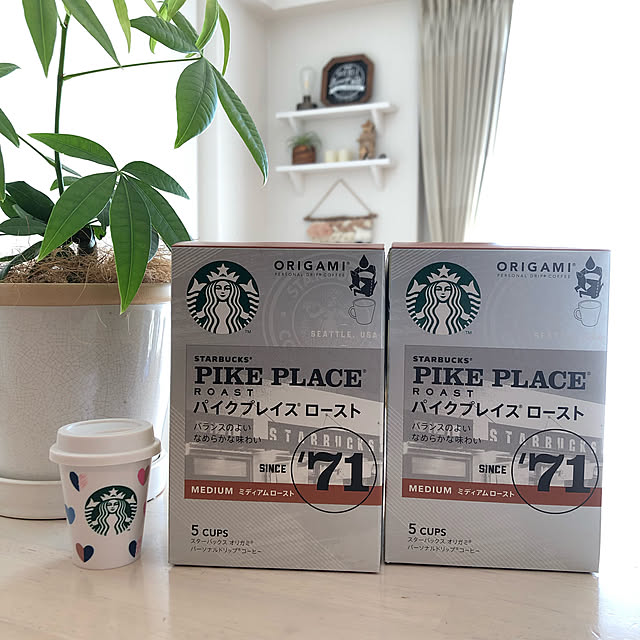 ORIGAMI®
PERSONAL DRIP COFFEE
TM
SEATTLE, USA
STARBUCKS®
PIKE PLACE®
ROAST
パイクプレイス® ロースト
バランスのよい
なめらかな味わい
STARBUCKS
SINCE '71
MEDIUM ミディアムロースト
5 CUPS
スターバックス オリガミ®
パーソナルドリップ®コーヒー
ORIGAMI®
PERSONAL DRIP COFFEE
TM
STARBUCKS®
PIKE PLACE®
ROAST
パイクプレイス® ロースト
バランスのよい
なめらかな味わい
STARBUCKS
SINCE '71
MEDIUM ミディアムロースト
5 CUPS
スターバックス オリガミ®
パーソナルドリップ®コーヒー